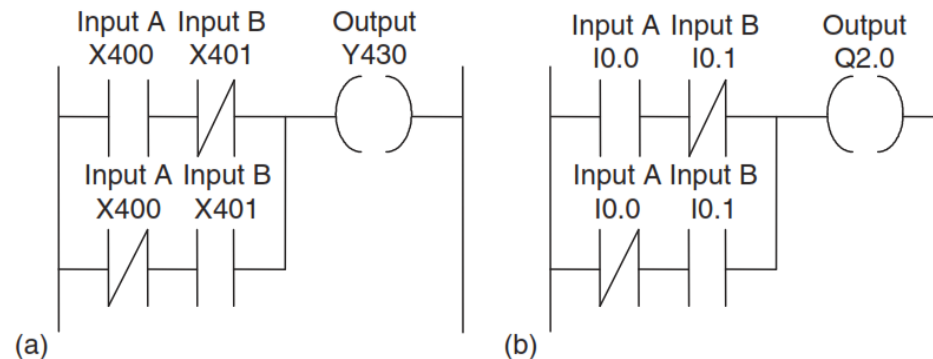 Input A Input B Output
X400 X401 Y430
Input A Input B
X400 X401
(a)
Input A Input B Output
I0.0 I0.1 Q2.0
Input A Input B
I0.0 I0.1
(b)